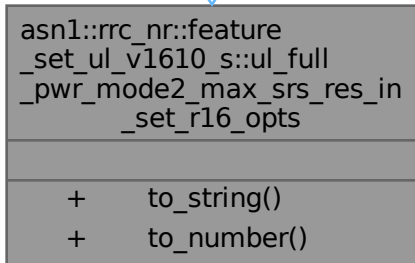 asn1::rrc_nr::feature
_set_ul_v1610_s::ul_full
_pwr_mode2_max_srs_res_in
_set_r16_opts
+ to_string()
+ to_number()